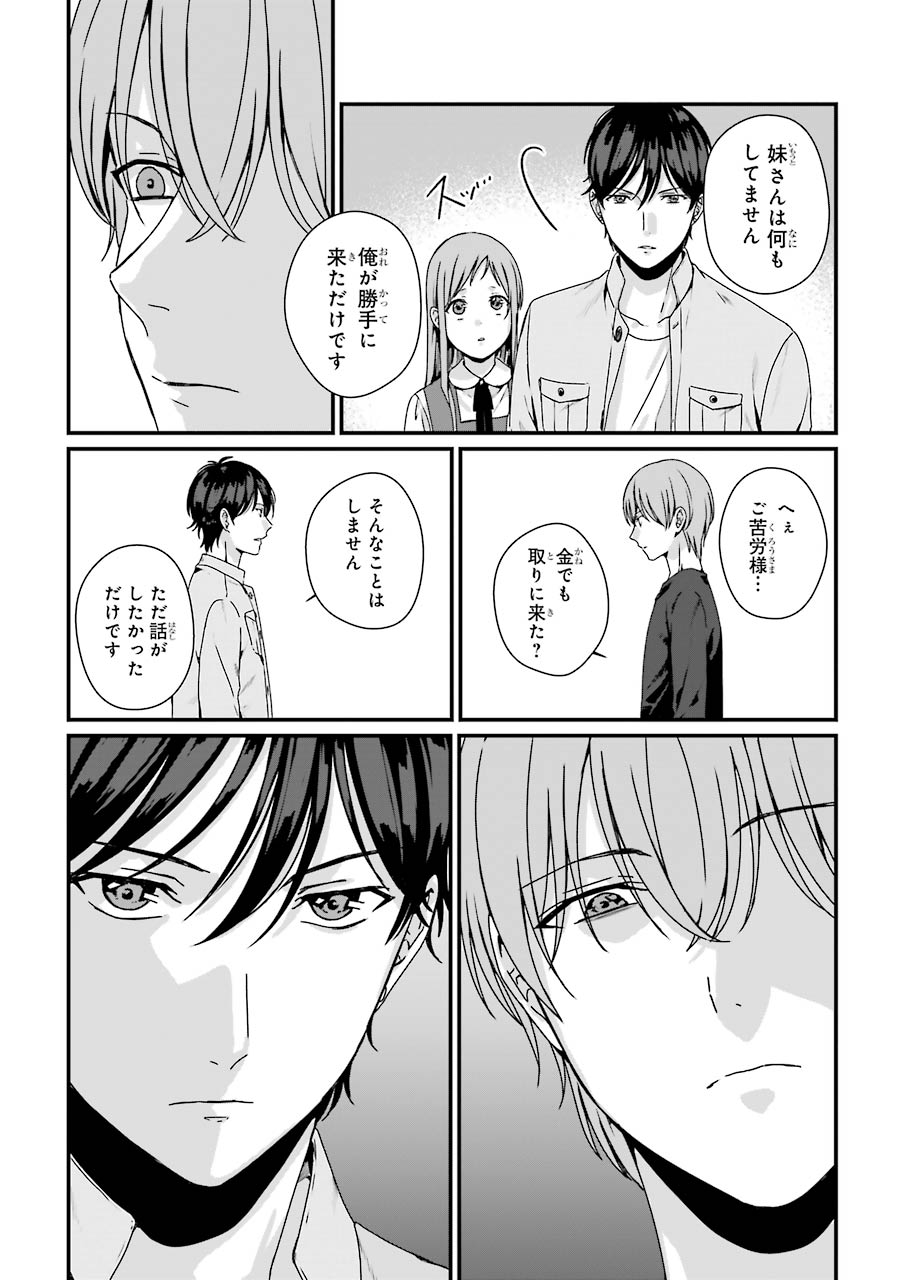 妹さんは何も
してません
スッ…
俺が勝手に
来ただけです
へぇ
ご苦労様…
金でも
取りに来た?
そんなことは
しません
ただ話が
したかった
だけです